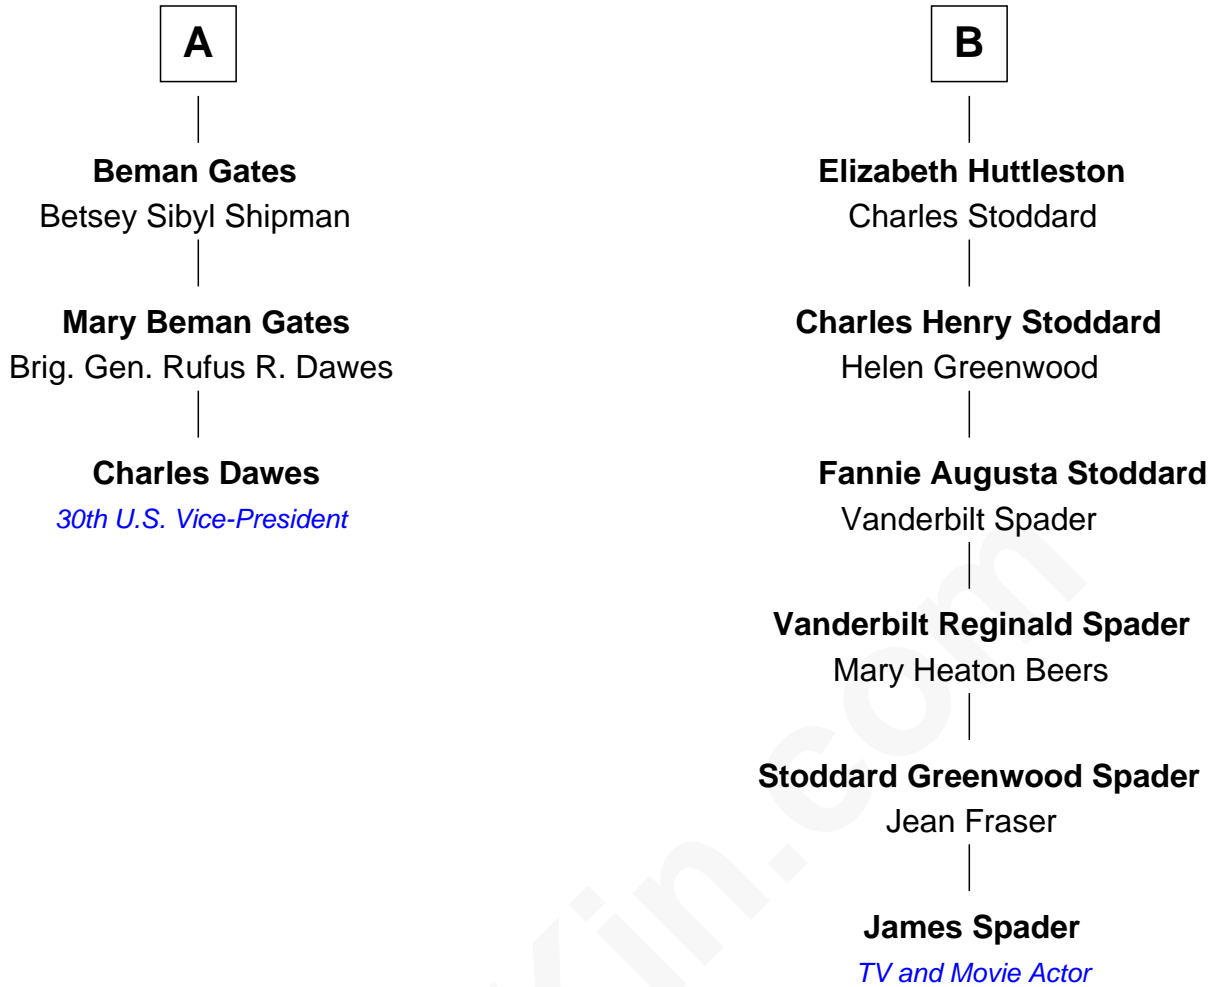 A
Beman Gates
Betsey Sibyl Shipman
Mary Beman Gates
Brig. Gen. Rufus R. Dawes
Charles Dawes
30th U.S. Vice-President
B
Elizabeth Huttleston
Charles Stoddard
Charles Henry Stoddard
Helen Greenwood
Fannie Augusta Stoddard
Vanderbilt Spader
Vanderbilt Reginald Spader
Mary Heaton Beers
Stoddard Greenwood Spader
Jean Fraser
James Spader
TV and Movie Actor
Kin.com